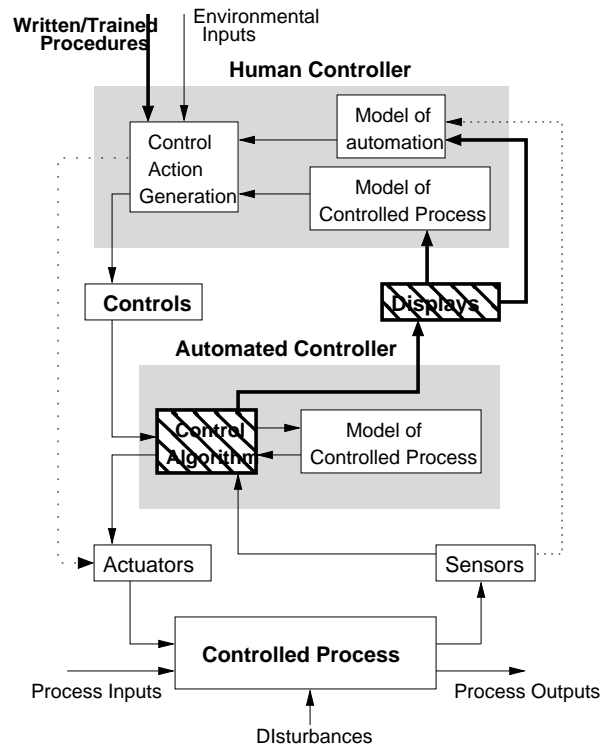 Written/Trained
Procedures
Environmental
Inputs
Human Controller
Control
Action
Generation
Model of
automation
Model of
Controlled Process
Controls
Displays
Automated Controller
Control
Algorithm
Model of
Controlled Process
Actuators
Sensors
Controlled Process
Process Inputs
Process Outputs
DIsturbances